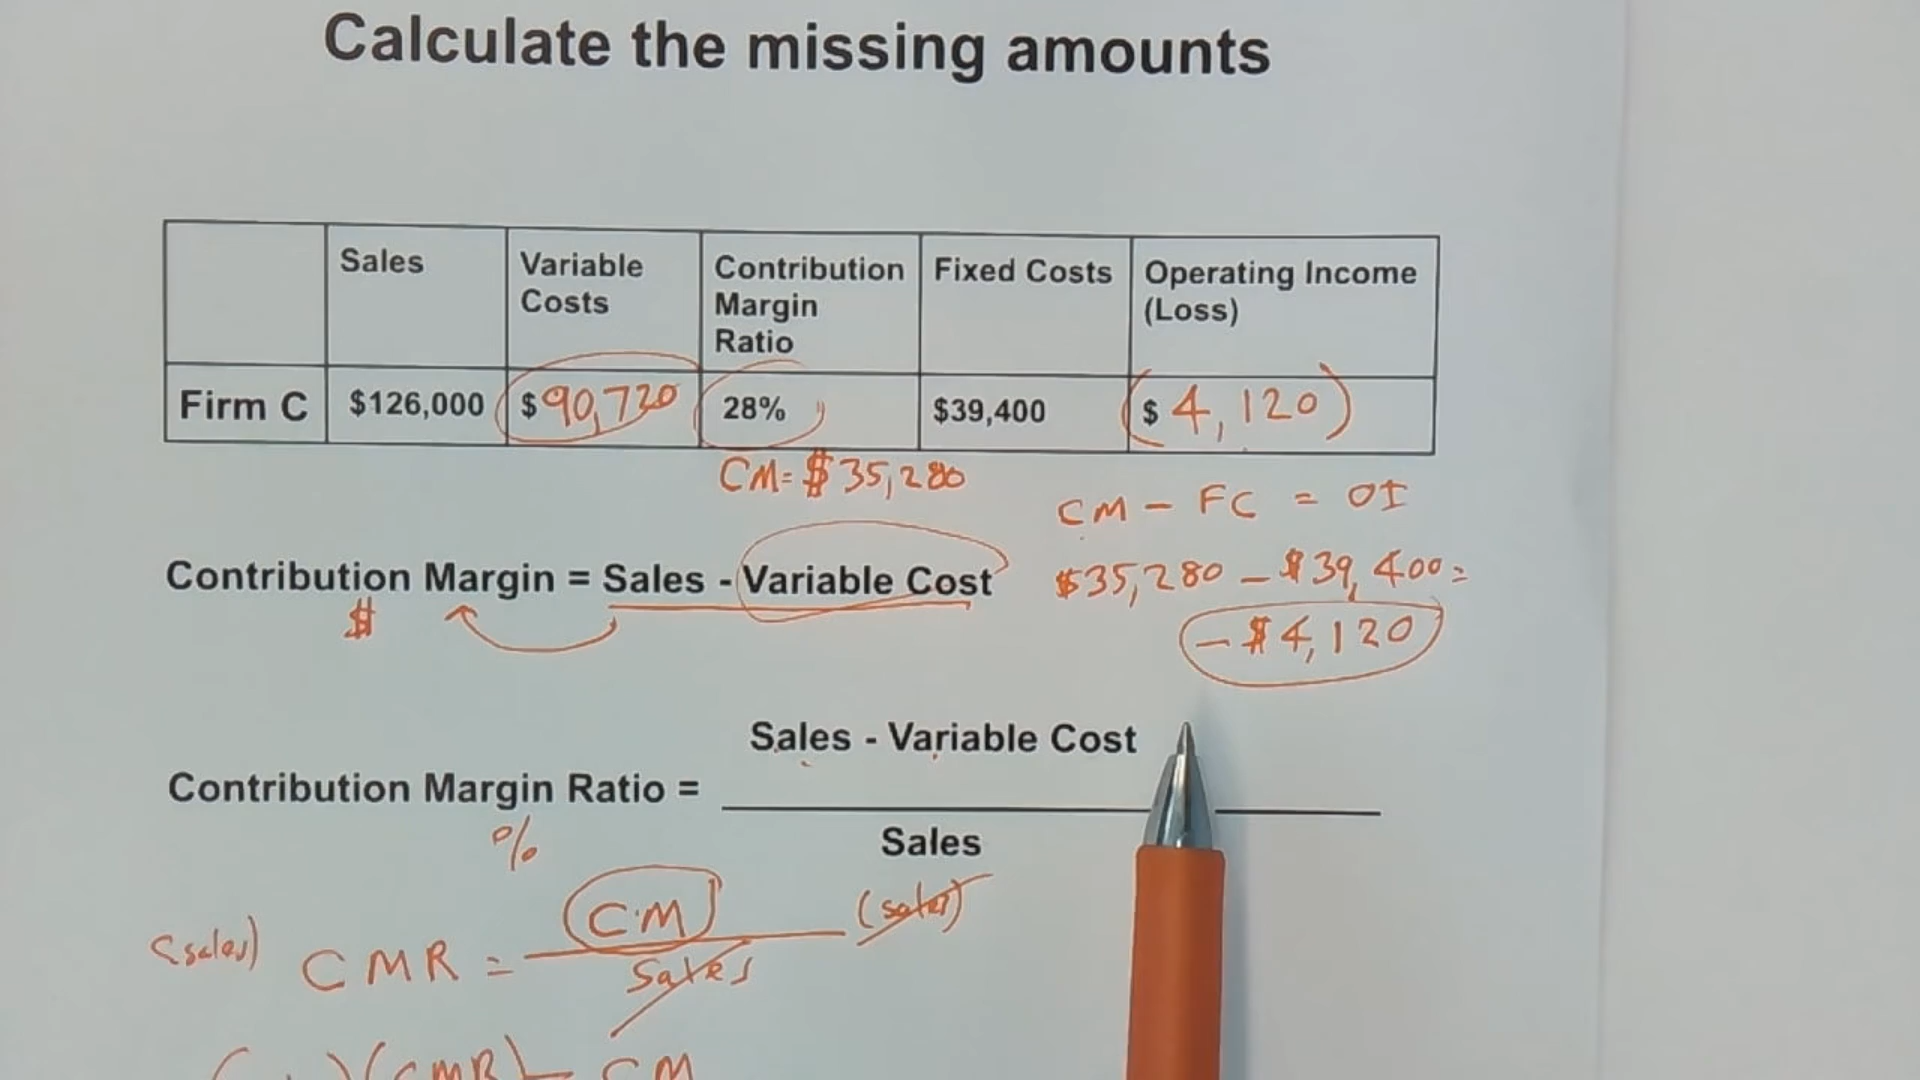 Calculate the missing amounts
Sales Variable Costs Contribution Margin Ratio Fixed Costs Operating Income (Loss)
Firm C $126,000 $90,720 28% $39,400 ($ 4,120)
CM= $35,280
CM - FC = OI
Contribution Margin = Sales - Variable Cost
$35,280 - $39,400 =
$
- $4,120
Sales - Variable Cost
Contribution Margin Ratio =
Sales
%
(sales) CMR = CM (sales)
Sales
(CMR) = CM